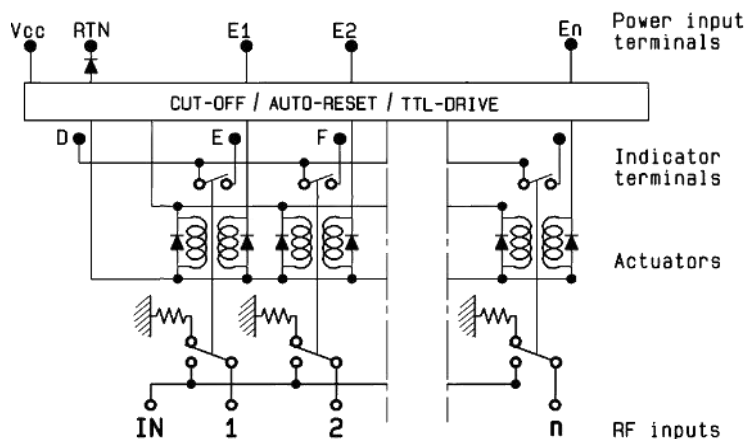 Vcc RTN E1 E2 En Power input
terminals
CUT-OFF / AUTO-RESET / TTL-DRIVE
D E F
Indicator
terminals
Actuators
IN 1 2 n RF inputs